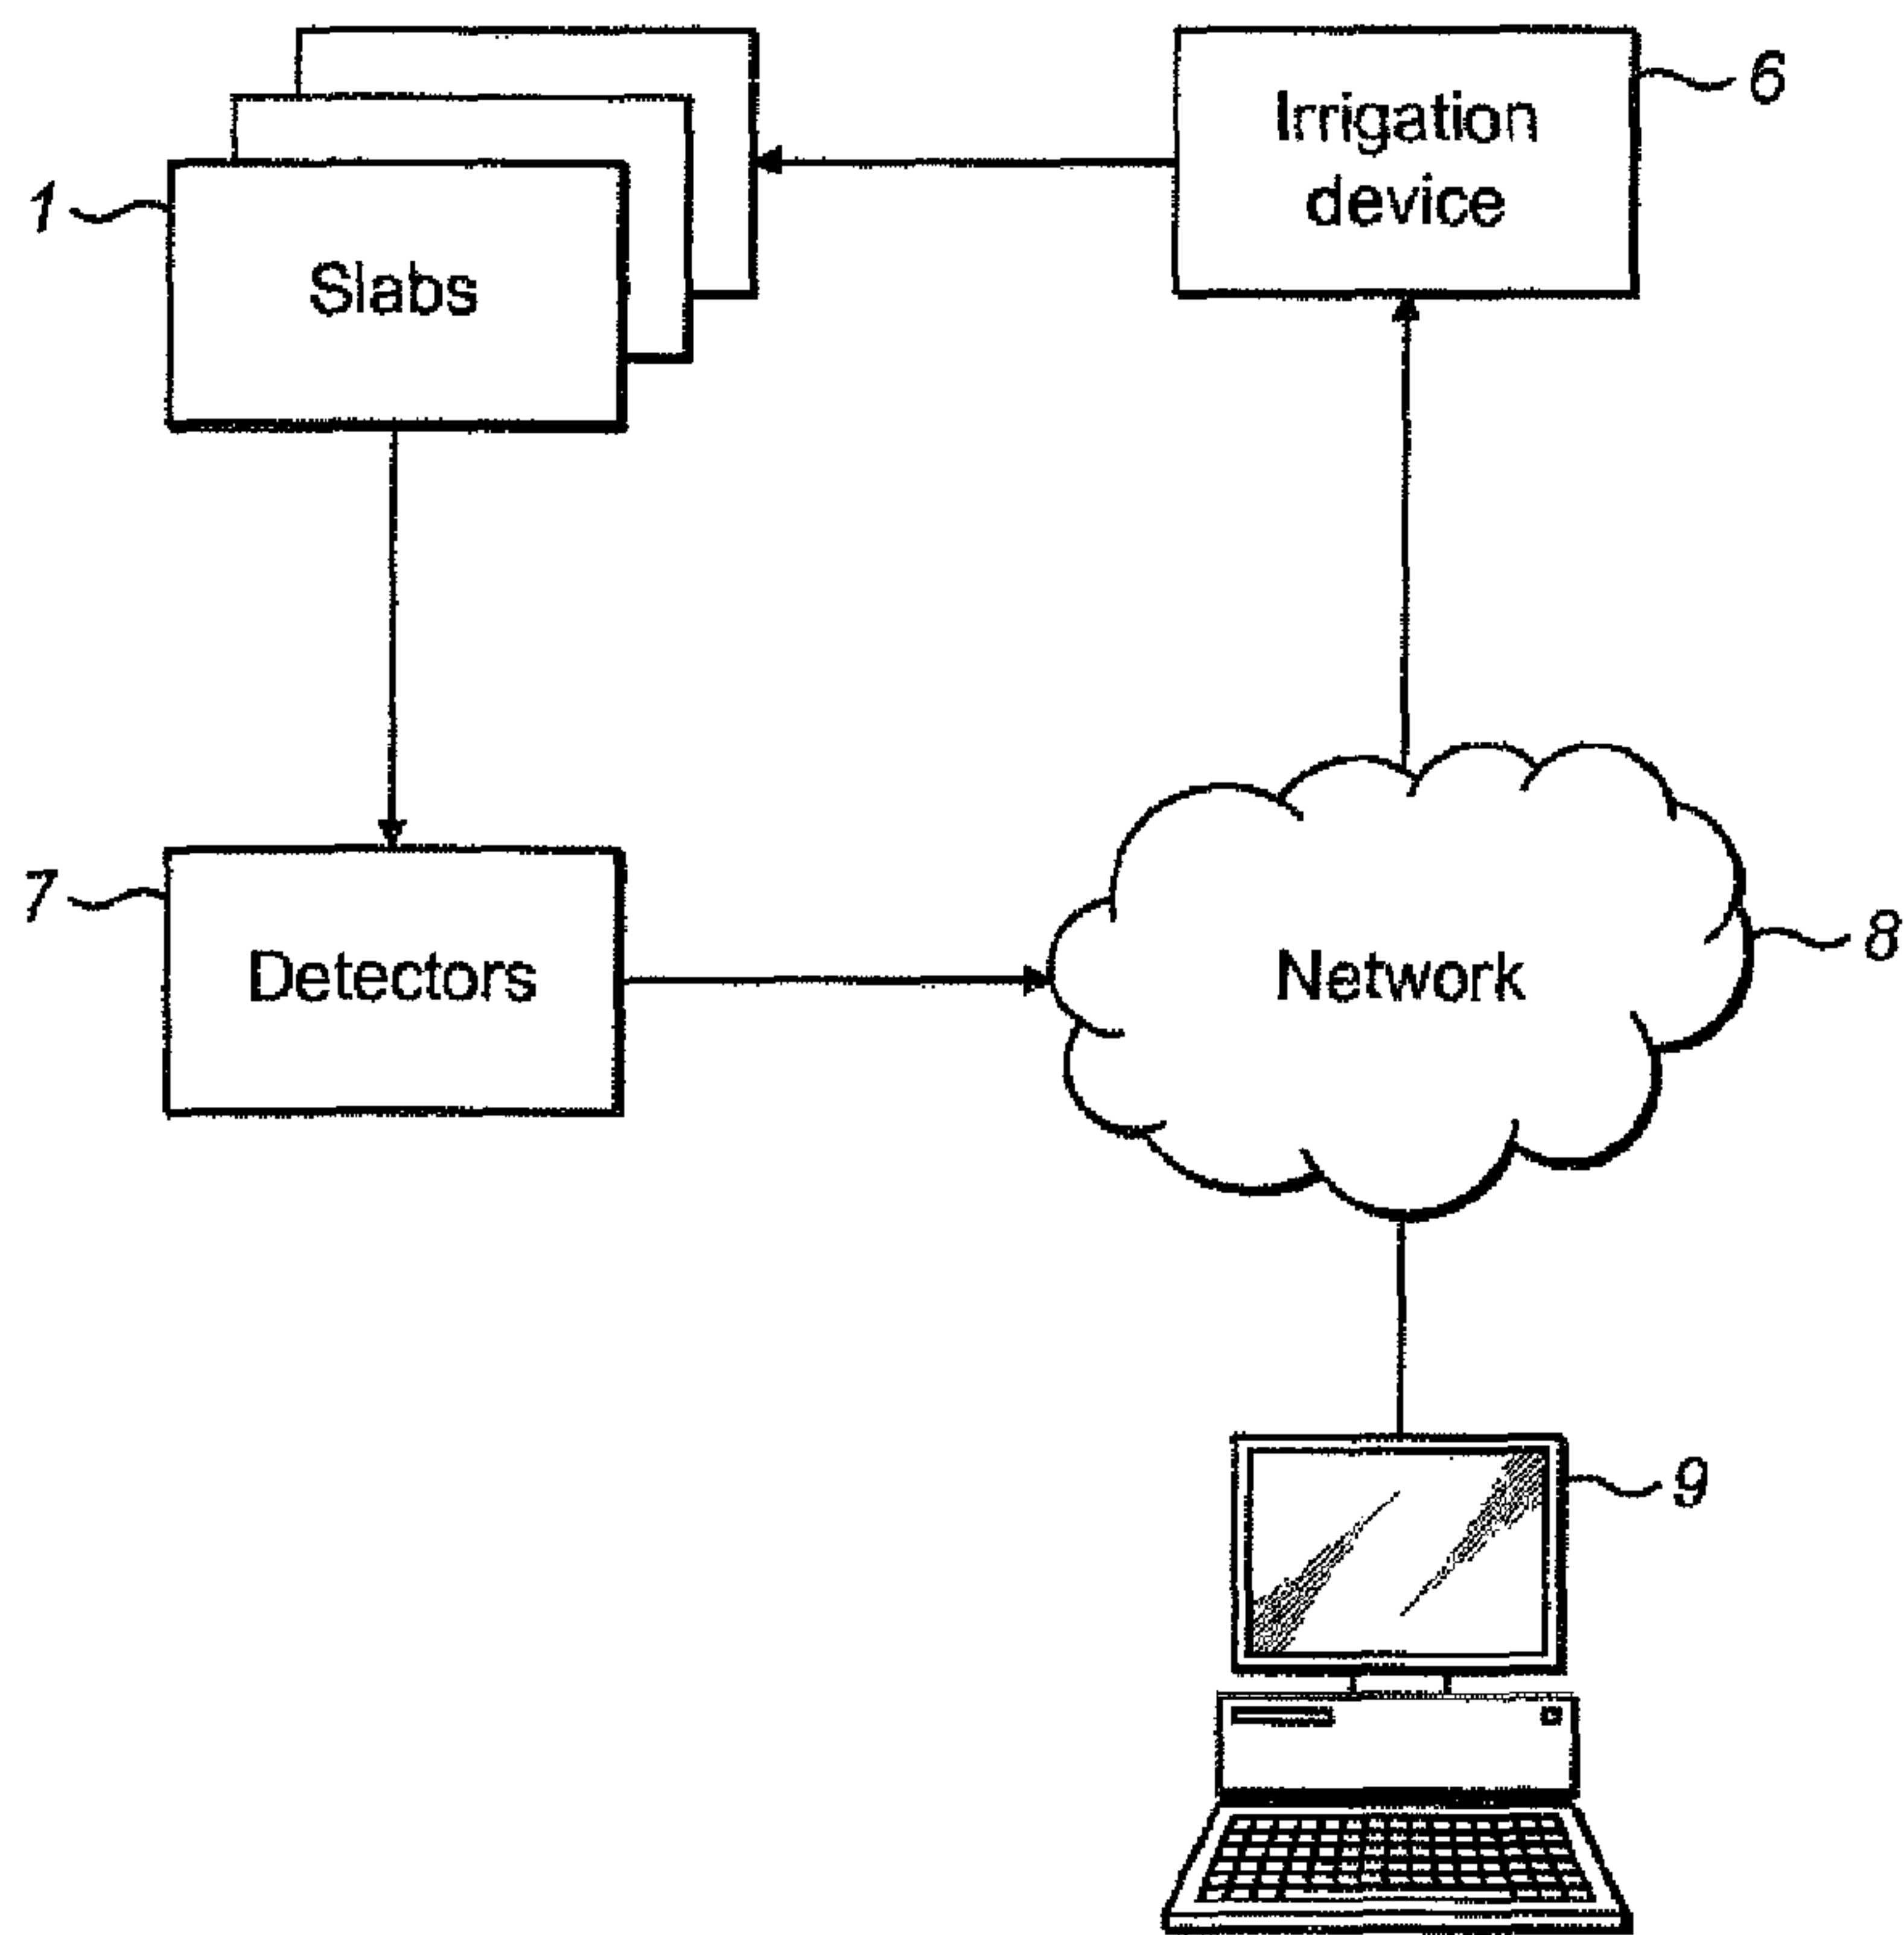 Irrigation
device
6
1
Slabs
7
Detectors
Network
8
9